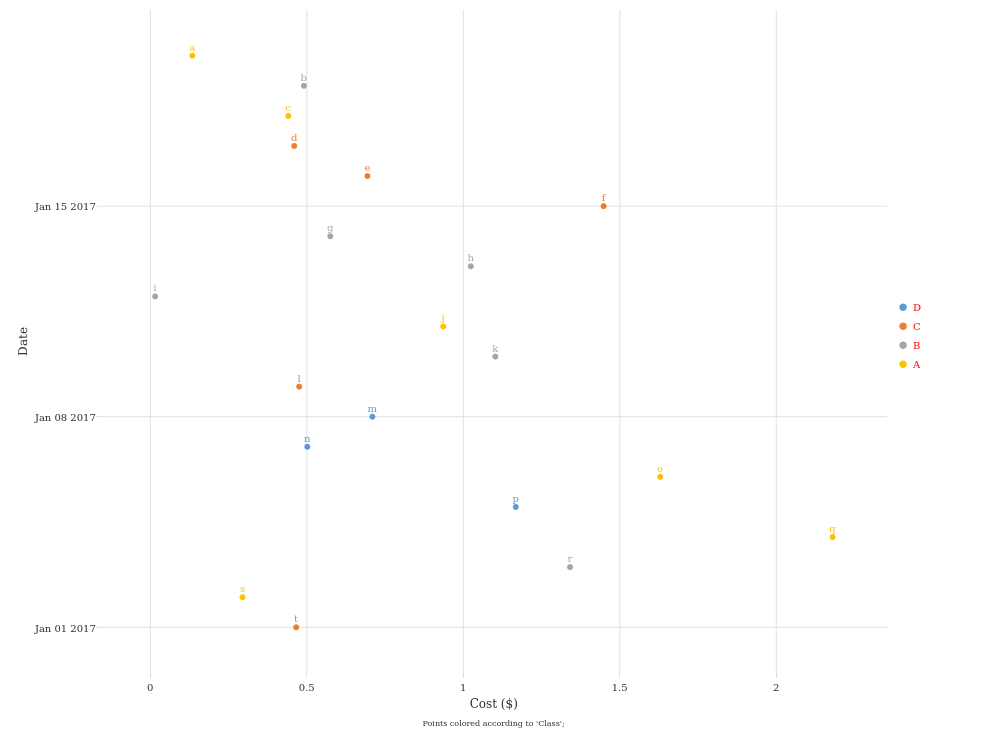 a
b
c
d
e
f
Jan 15 2017
g
h
i
j
k
l
Jan 08 2017
m
n
o
p
q
r
s
t
Jan 01 2017
Date
D
C
B
A
0 0.5 1 1.5 2
Cost ($)
Points colored according to 'Class';